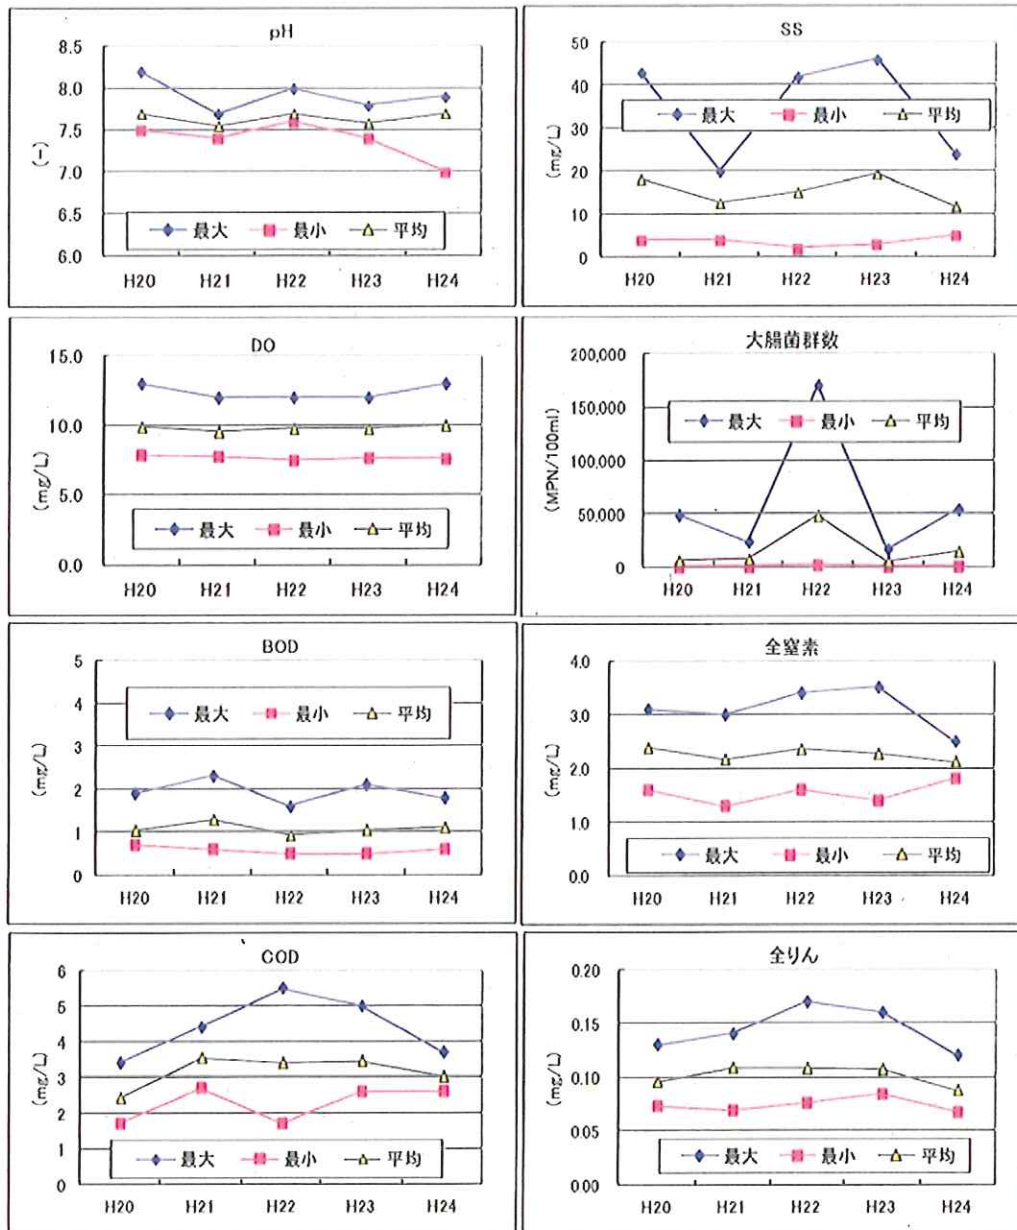 pH
8.5
8.0
7.5
7.0
6.5
6.0
(-)
最大 最小 平均
H20 H21 H22 H23 H24
SS
50
40
30
20
10
0
(mg/L)
最大 最小 平均
H20 H21 H22 H23 H24
DO
15.0
10.0
5.0
0.0
(mg/L)
最大 最小 平均
H20 H21 H22 H23 H24
大腸菌群数
200,000
150,000
100,000
50,000
0
(MPN/100ml)
最大 最小 平均
H20 H21 H22 H23 H24
BOD
5
4
3
2
1
0
(mg/L)
最大 最小 平均
H20 H21 H22 H23 H24
全窒素
4.0
3.0
2.0
1.0
0.0
(mg/L)
最大 最小 平均
H20 H21 H22 H23 H24
COD
6
5
4
3
2
1
0
(mg/L)
最大 最小 平均
H20 H21 H22 H23 H24
全りん
0.20
0.15
0.10
0.05
0.00
(mg/L)
最大 最小 平均
H20 H21 H22 H23 H24